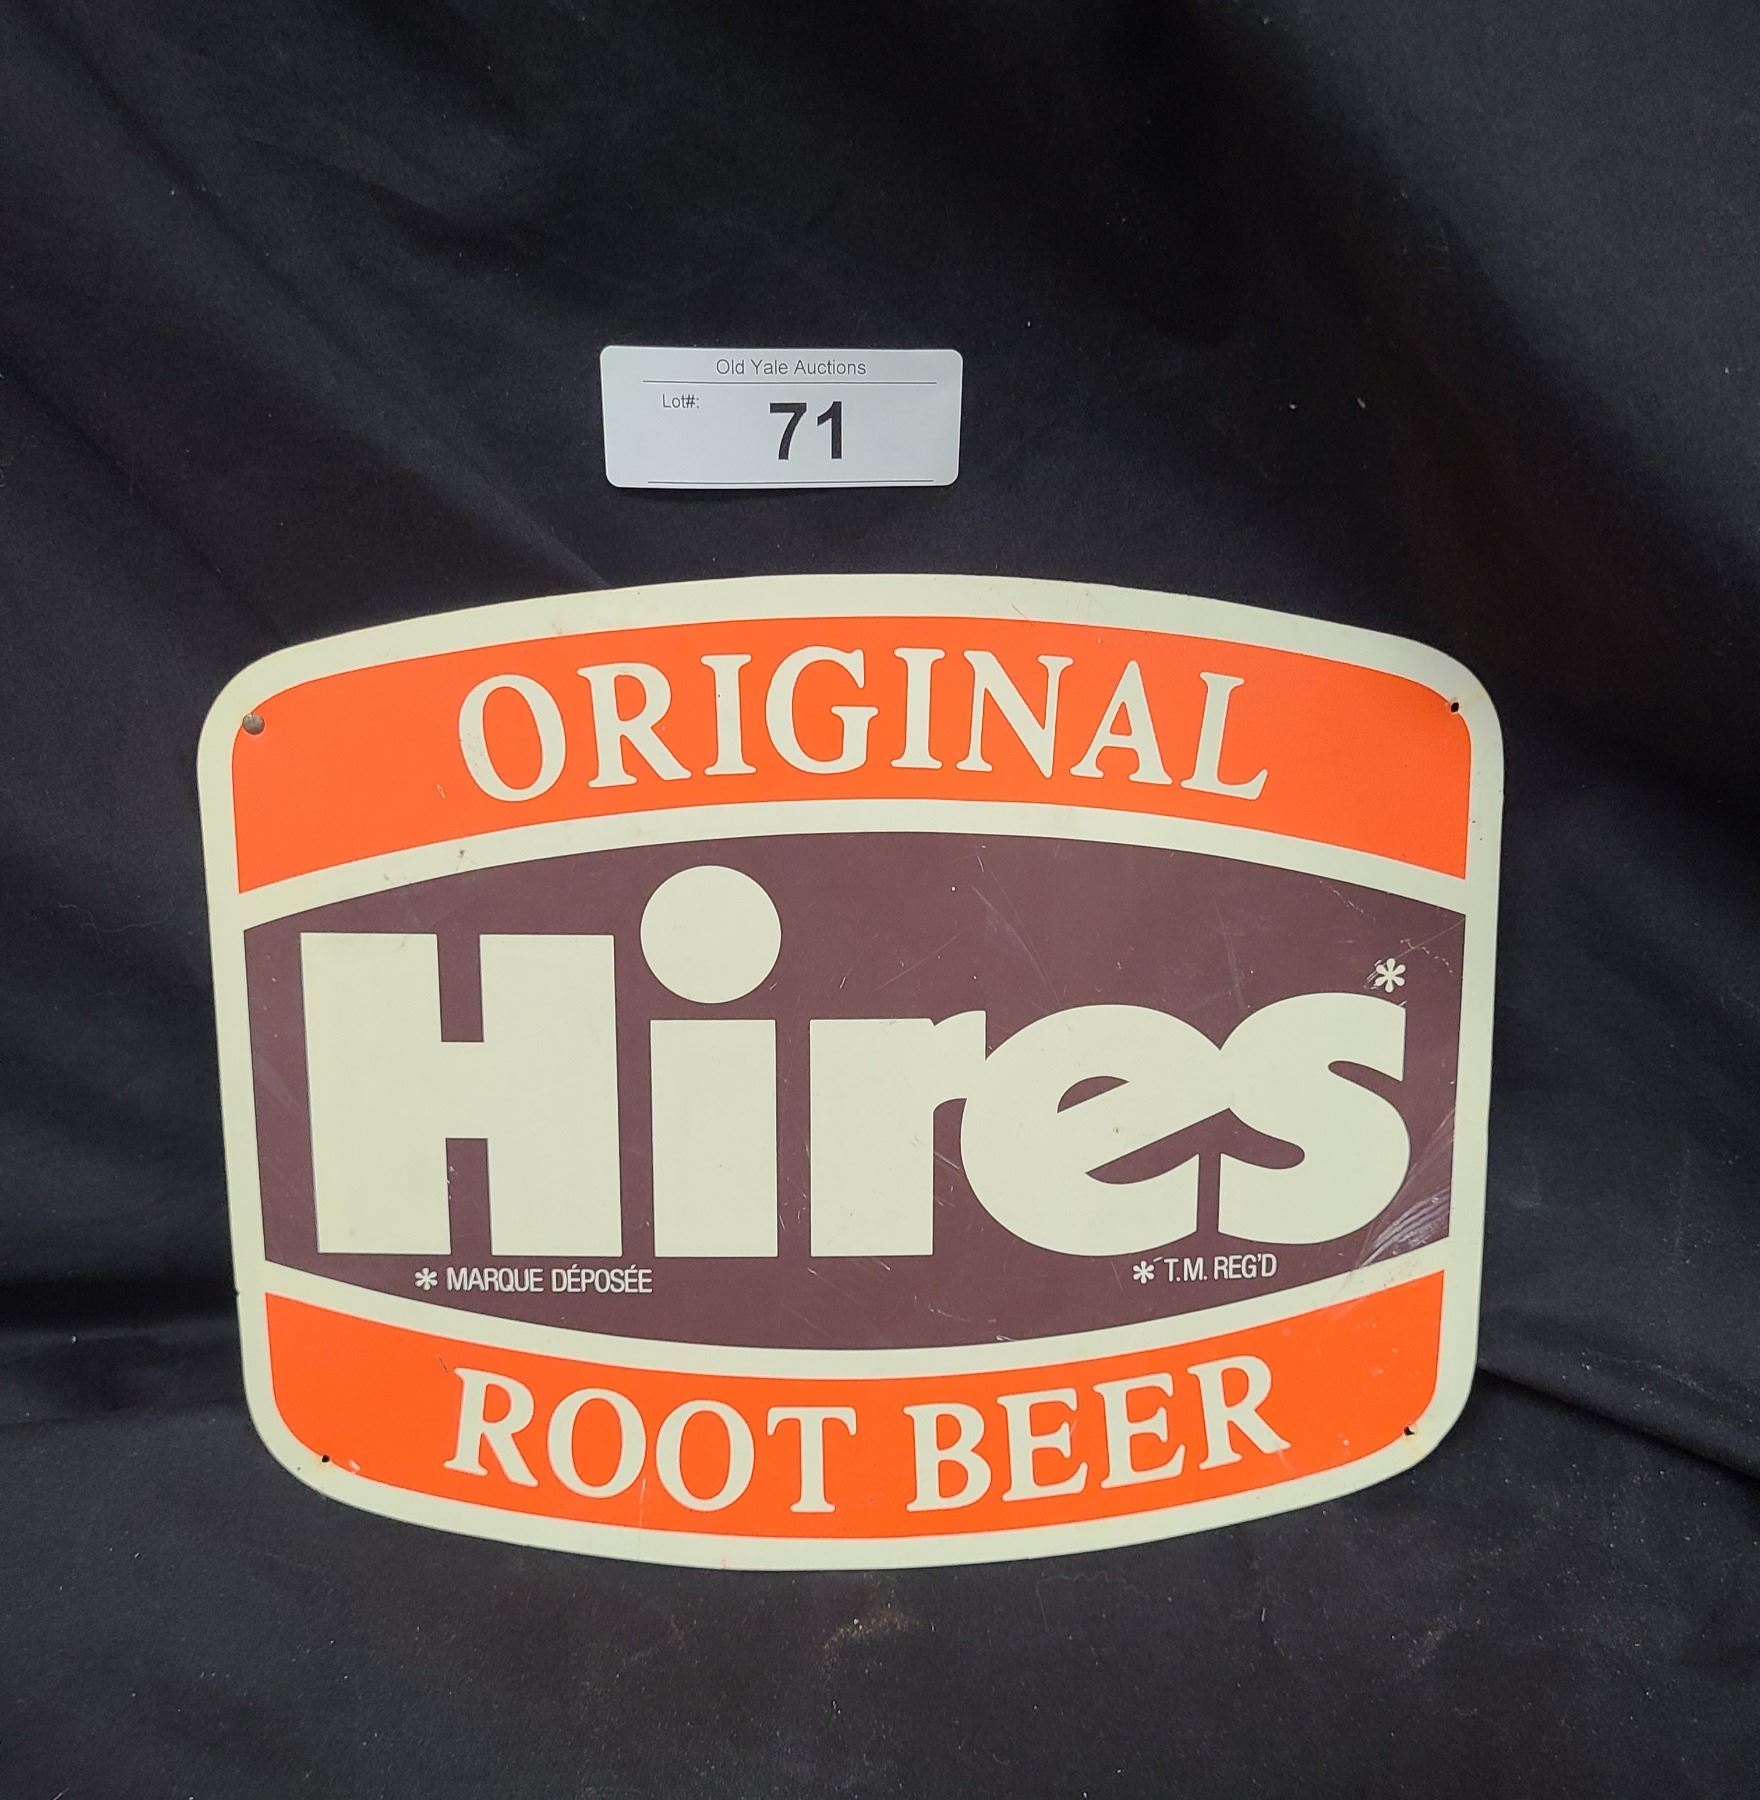 Old Yale Auctions
Lot#: 71
ORIGINAL
Hires*
* MARQUE DÉPOSÉE * T.M. REG'D
ROOT BEER